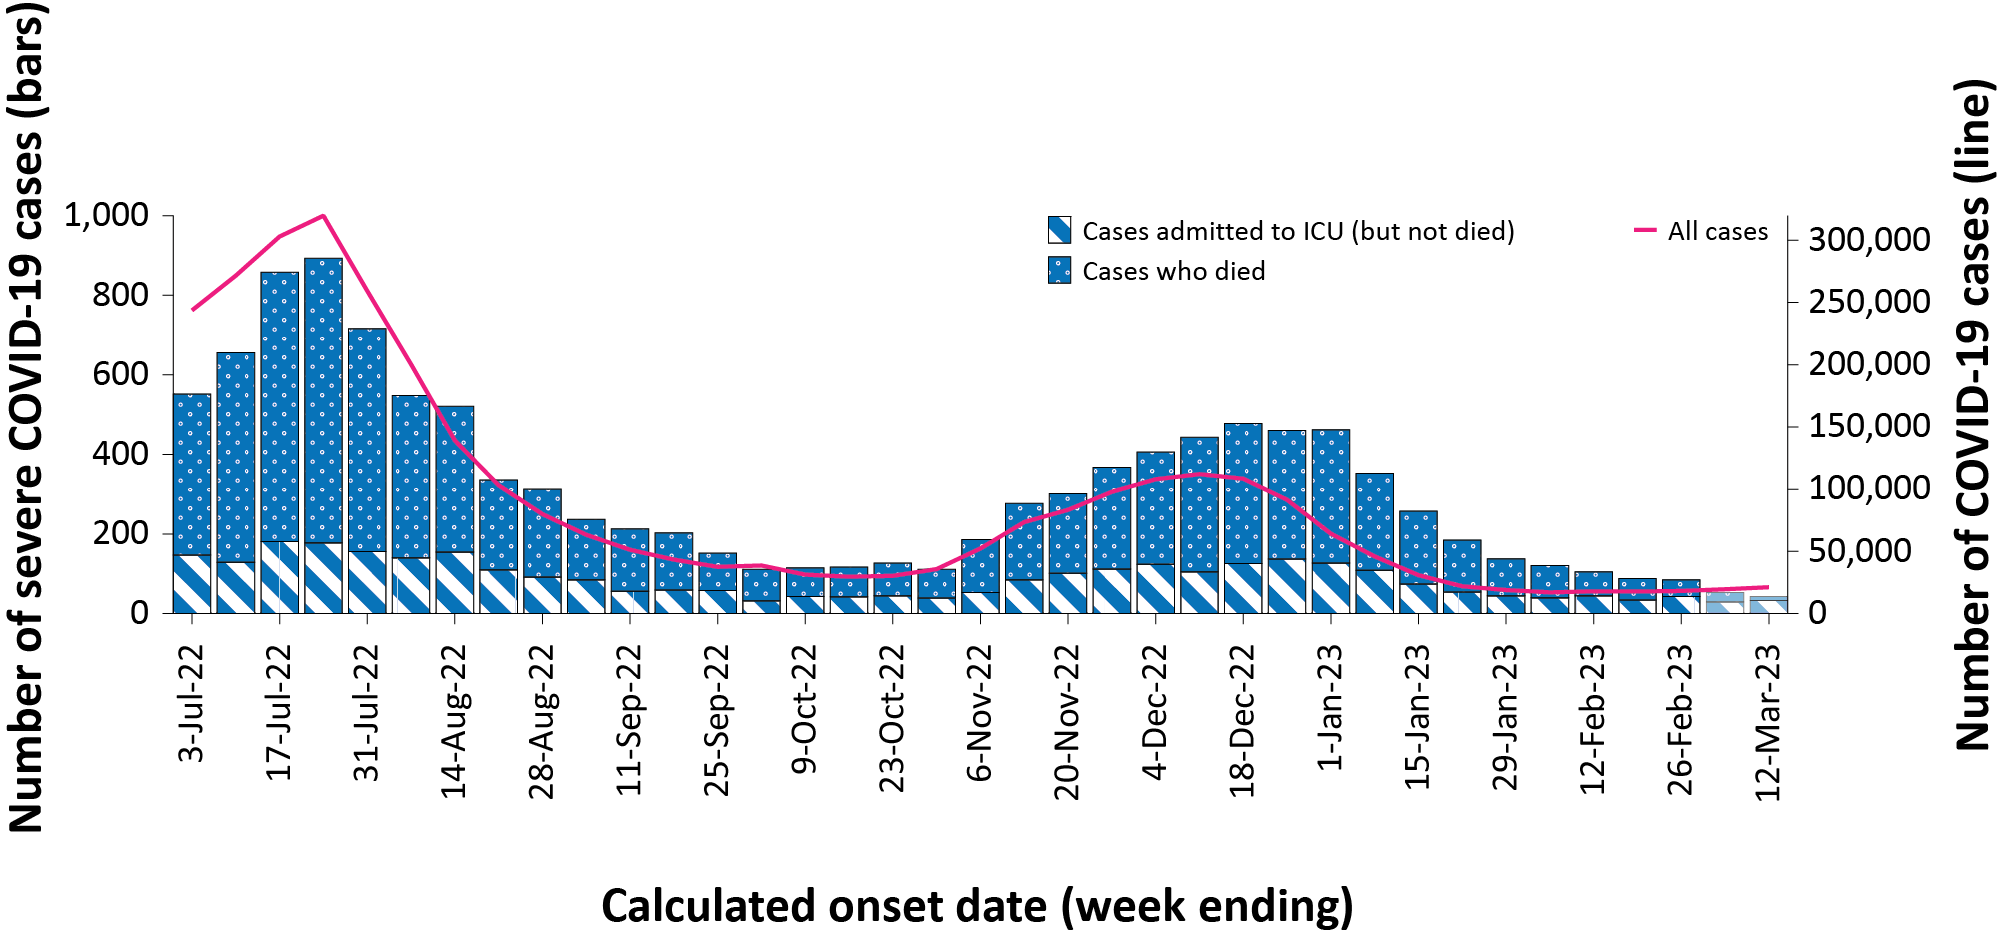 Number of severe COVID-19 cases (bars)
1,000
800
600
400
200
0
Cases admitted to ICU (but not died)
Cases who died
All cases
300,000
250,000
200,000
150,000
100,000
50,000
0
Number of COVID-19 cases (line)
3-Jul-22
17-Jul-22
31-Jul-22
14-Aug-22
28-Aug-22
11-Sep-22
25-Sep-22
9-Oct-22
23-Oct-22
6-Nov-22
20-Nov-22
4-Dec-22
18-Dec-22
1-Jan-23
15-Jan-23
29-Jan-23
12-Feb-23
26-Feb-23
12-Mar-23
Calculated onset date (week ending)